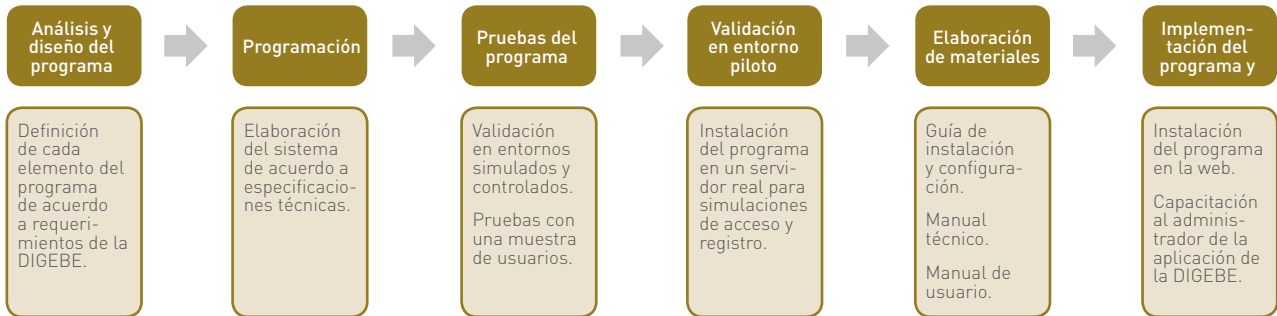 Análisis y
diseño del
programa
Programación
Pruebas del
programa
Validación
en entorno
piloto
Elaboración
de materiales
Implemen-
tación del
programa y
Definición
de cada
elemento del
programa
de acuerdo
a requeri-
mientos de la
DIGEBE.
Elaboración
del sistema
de acuerdo a
especificacio-
nes técnicas.
Validación
en entornos
simulados y
controlados.
Pruebas con
una muestra
de usuarios.
Instalación
del programa
en un servi-
dor real para
simulaciones
de acceso y
registro.
Guía de
instalación
y configura-
ción.
Manual
técnico.
Manual de
usuario.
Instalación
del programa
en la web.
Capacitación
al adminis-
trador de la
aplicación de
la DIGEBE.